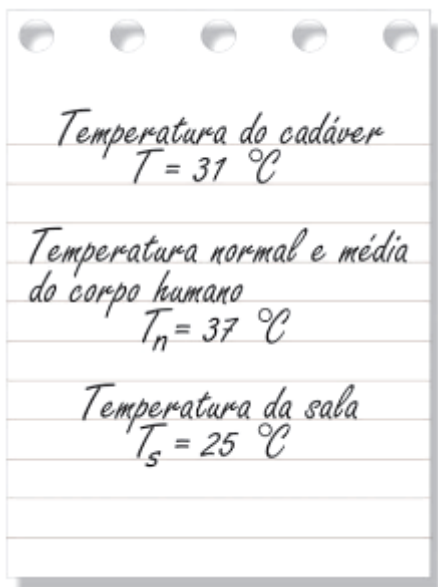 Temperatura do cadáver
T = 31 °C
Temperatura normal e média
do corpo humano
Tn = 37 °C
Temperatura da sala
Ts = 25 °C